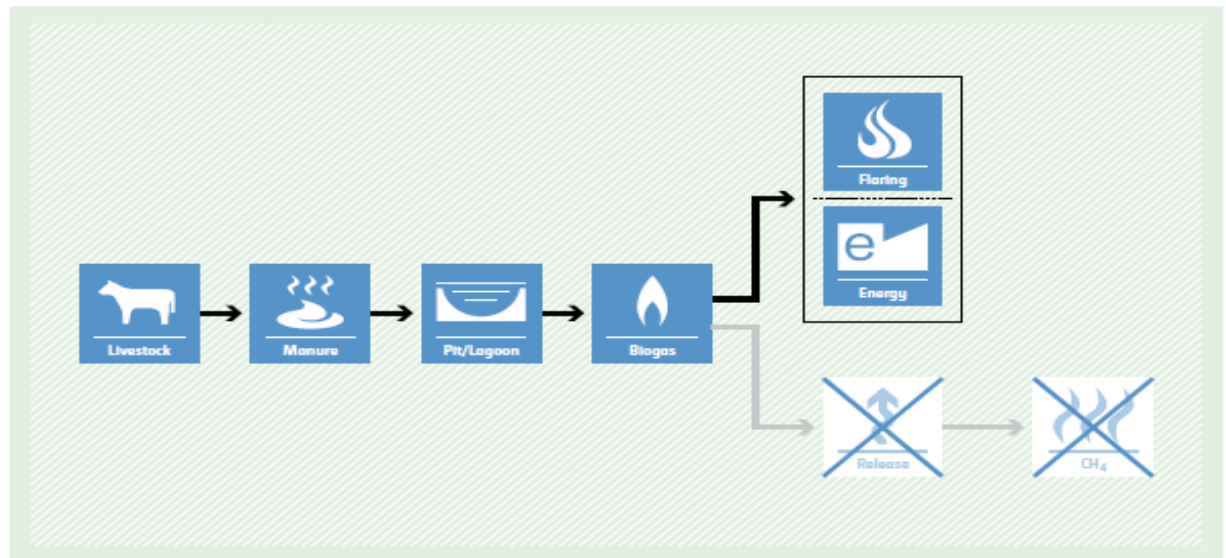 Flaring
e
Energy
Livestock
Manure
Pit/Lagoon
Biogas
Release
CH₄